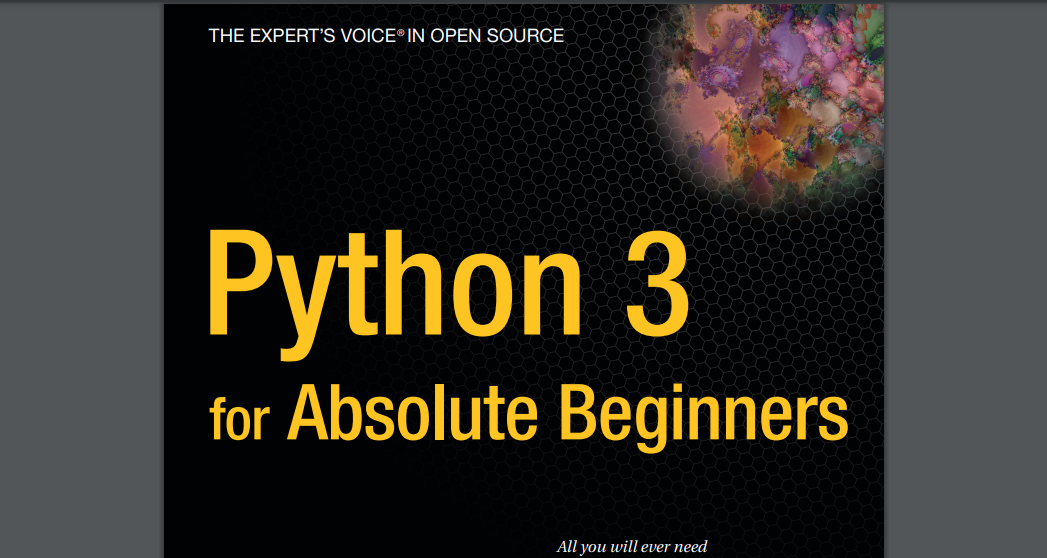 THE EXPERT’S VOICE® IN OPEN SOURCE
Python 3
for Absolute Beginners
All you will ever need